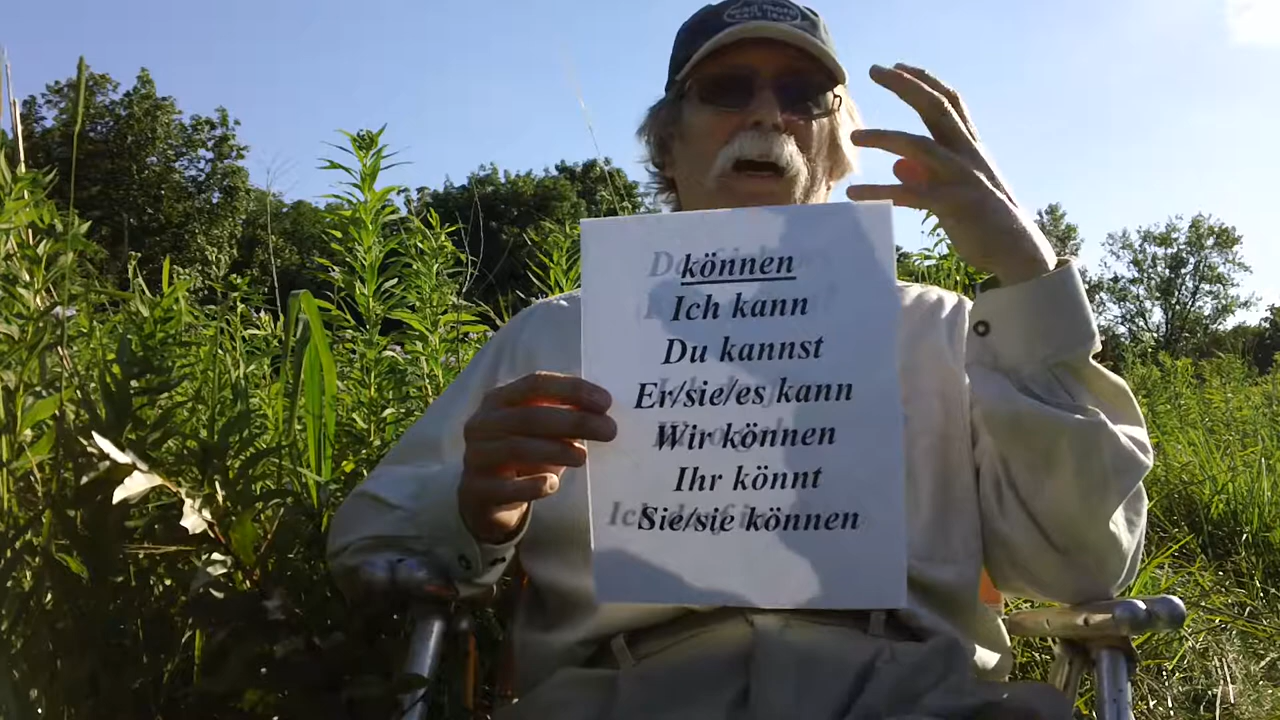 können
Ich kann
Du kannst
Er/sie/es kann
Wir können
Ihr könnt
Sie/sie können